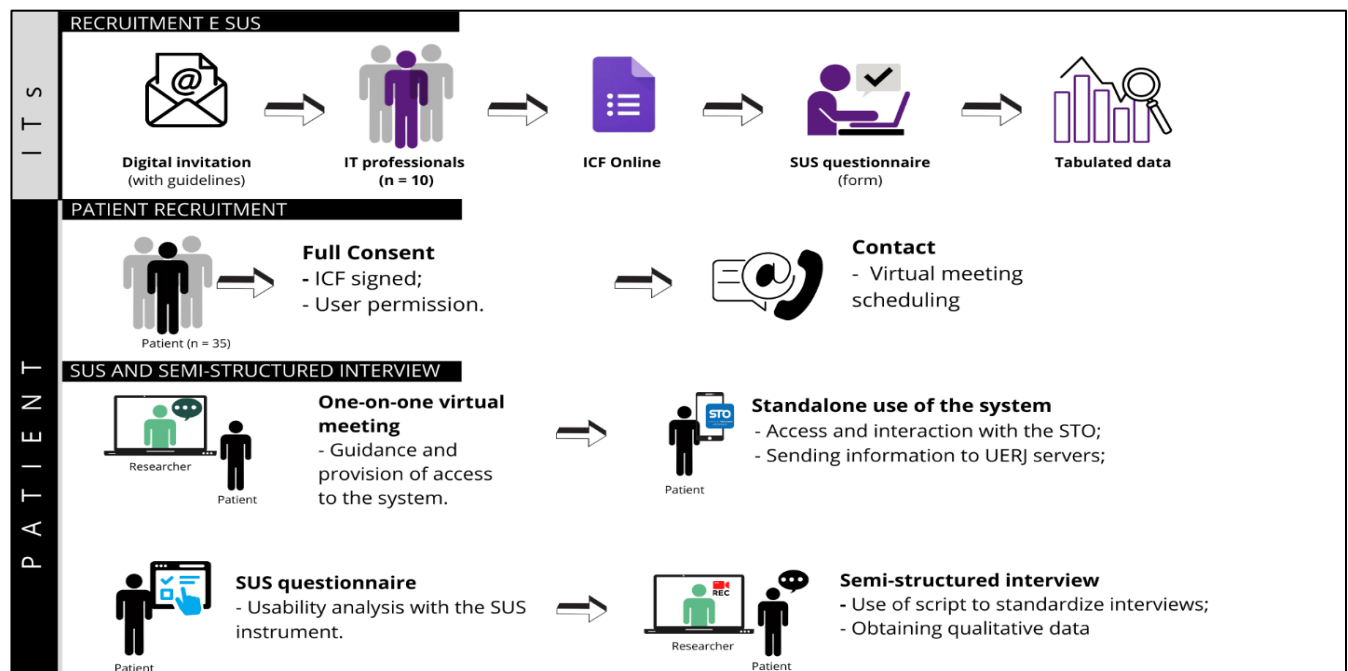 RECRUITMENT E SUS
ITs
Digital invitation
(with guidelines)
IT professionals
(n = 10)
ICF Online
SUS questionnaire
(form)
Tabulated data
PATIENT
PATIENT RECRUITMENT
Patient (n = 35)
Full Consent
- ICF signed;
- User permission.
Contact
- Virtual meeting
scheduling
SUS AND SEMI-STRUCTURED INTERVIEW
Researcher
Patient
One-on-one virtual
meeting
- Guidance and
provision of access
to the system.
STO
Patient
Standalone use of the system
- Access and interaction with the STO;
- Sending information to UERJ servers;
Patient
SUS questionnaire
- Usability analysis with the SUS
instrument.
REC
Researcher
Patient
Semi-structured interview
- Use of script to standardize interviews;
- Obtaining qualitative data